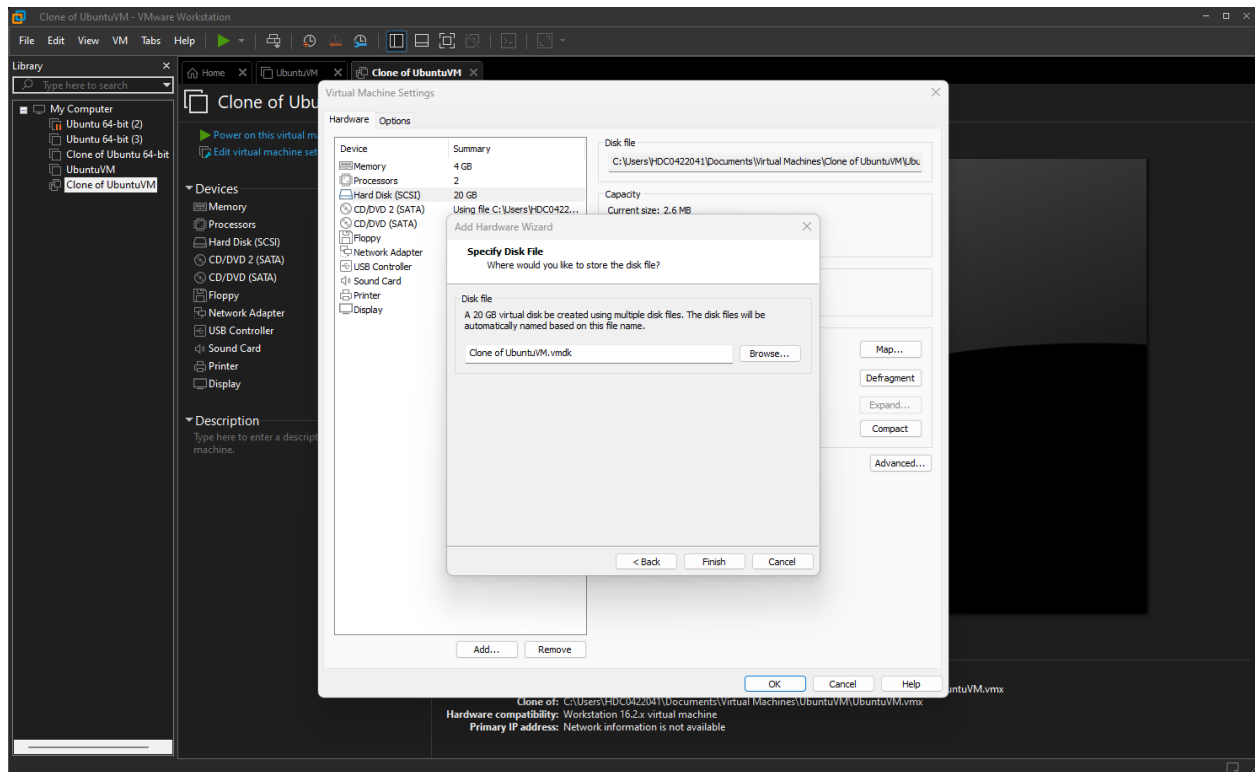 Clone of UbuntuVM - VMware Workstation
File Edit View VM Tabs Help
Library
Type here to search
My Computer
Ubuntu 64-bit (2)
Ubuntu 64-bit (3)
Clone of Ubuntu 64-bit
UbuntuVM
Clone of UbuntuVM
Home
UbuntuVM
Clone of UbuntuVM
Clone of Ubu
Power on this virtual m
Edit virtual machine set
Devices
Memory
Processors
Hard Disk (SCSI)
CD/DVD 2 (SATA)
CD/DVD (SATA)
Floppy
Network Adapter
USB Controller
Sound Card
Printer
Display
Description
Type here to enter a descript
machine.
Virtual Machine Settings
Hardware Options
Device Summary
Memory 4 GB
Processors 2
Hard Disk (SCSI) 20 GB
CD/DVD 2 (SATA) Using file C:\Users\HDC0422...
CD/DVD (SATA)
Floppy
Network Adapter
USB Controller
Sound Card
Printer
Display
Disk file
C:\Users\HDC0422041\Documents\Virtual Machines\Clone of UbuntuVM\Ubu
Capacity
Current size: 2.6 MB
Add Hardware Wizard
Specify Disk File
Where would you like to store the disk file?
Disk file
A 20 GB virtual disk be created using multiple disk files. The disk files will be
automatically named based on this file name.
Clone of UbuntuVM.vmdk
Browse...
< Back Finish Cancel
Map...
Defragment
Expand...
Compact
Advanced...
Add... Remove
OK Cancel Help
untuVM.vmx
Clone of: C:\Users\HDC0422041\Documents\Virtual Machines\UbuntuVM\UbuntuVM.vmx
Hardware compatibility: Workstation 16.2.x virtual machine
Primary IP address: Network information is not available